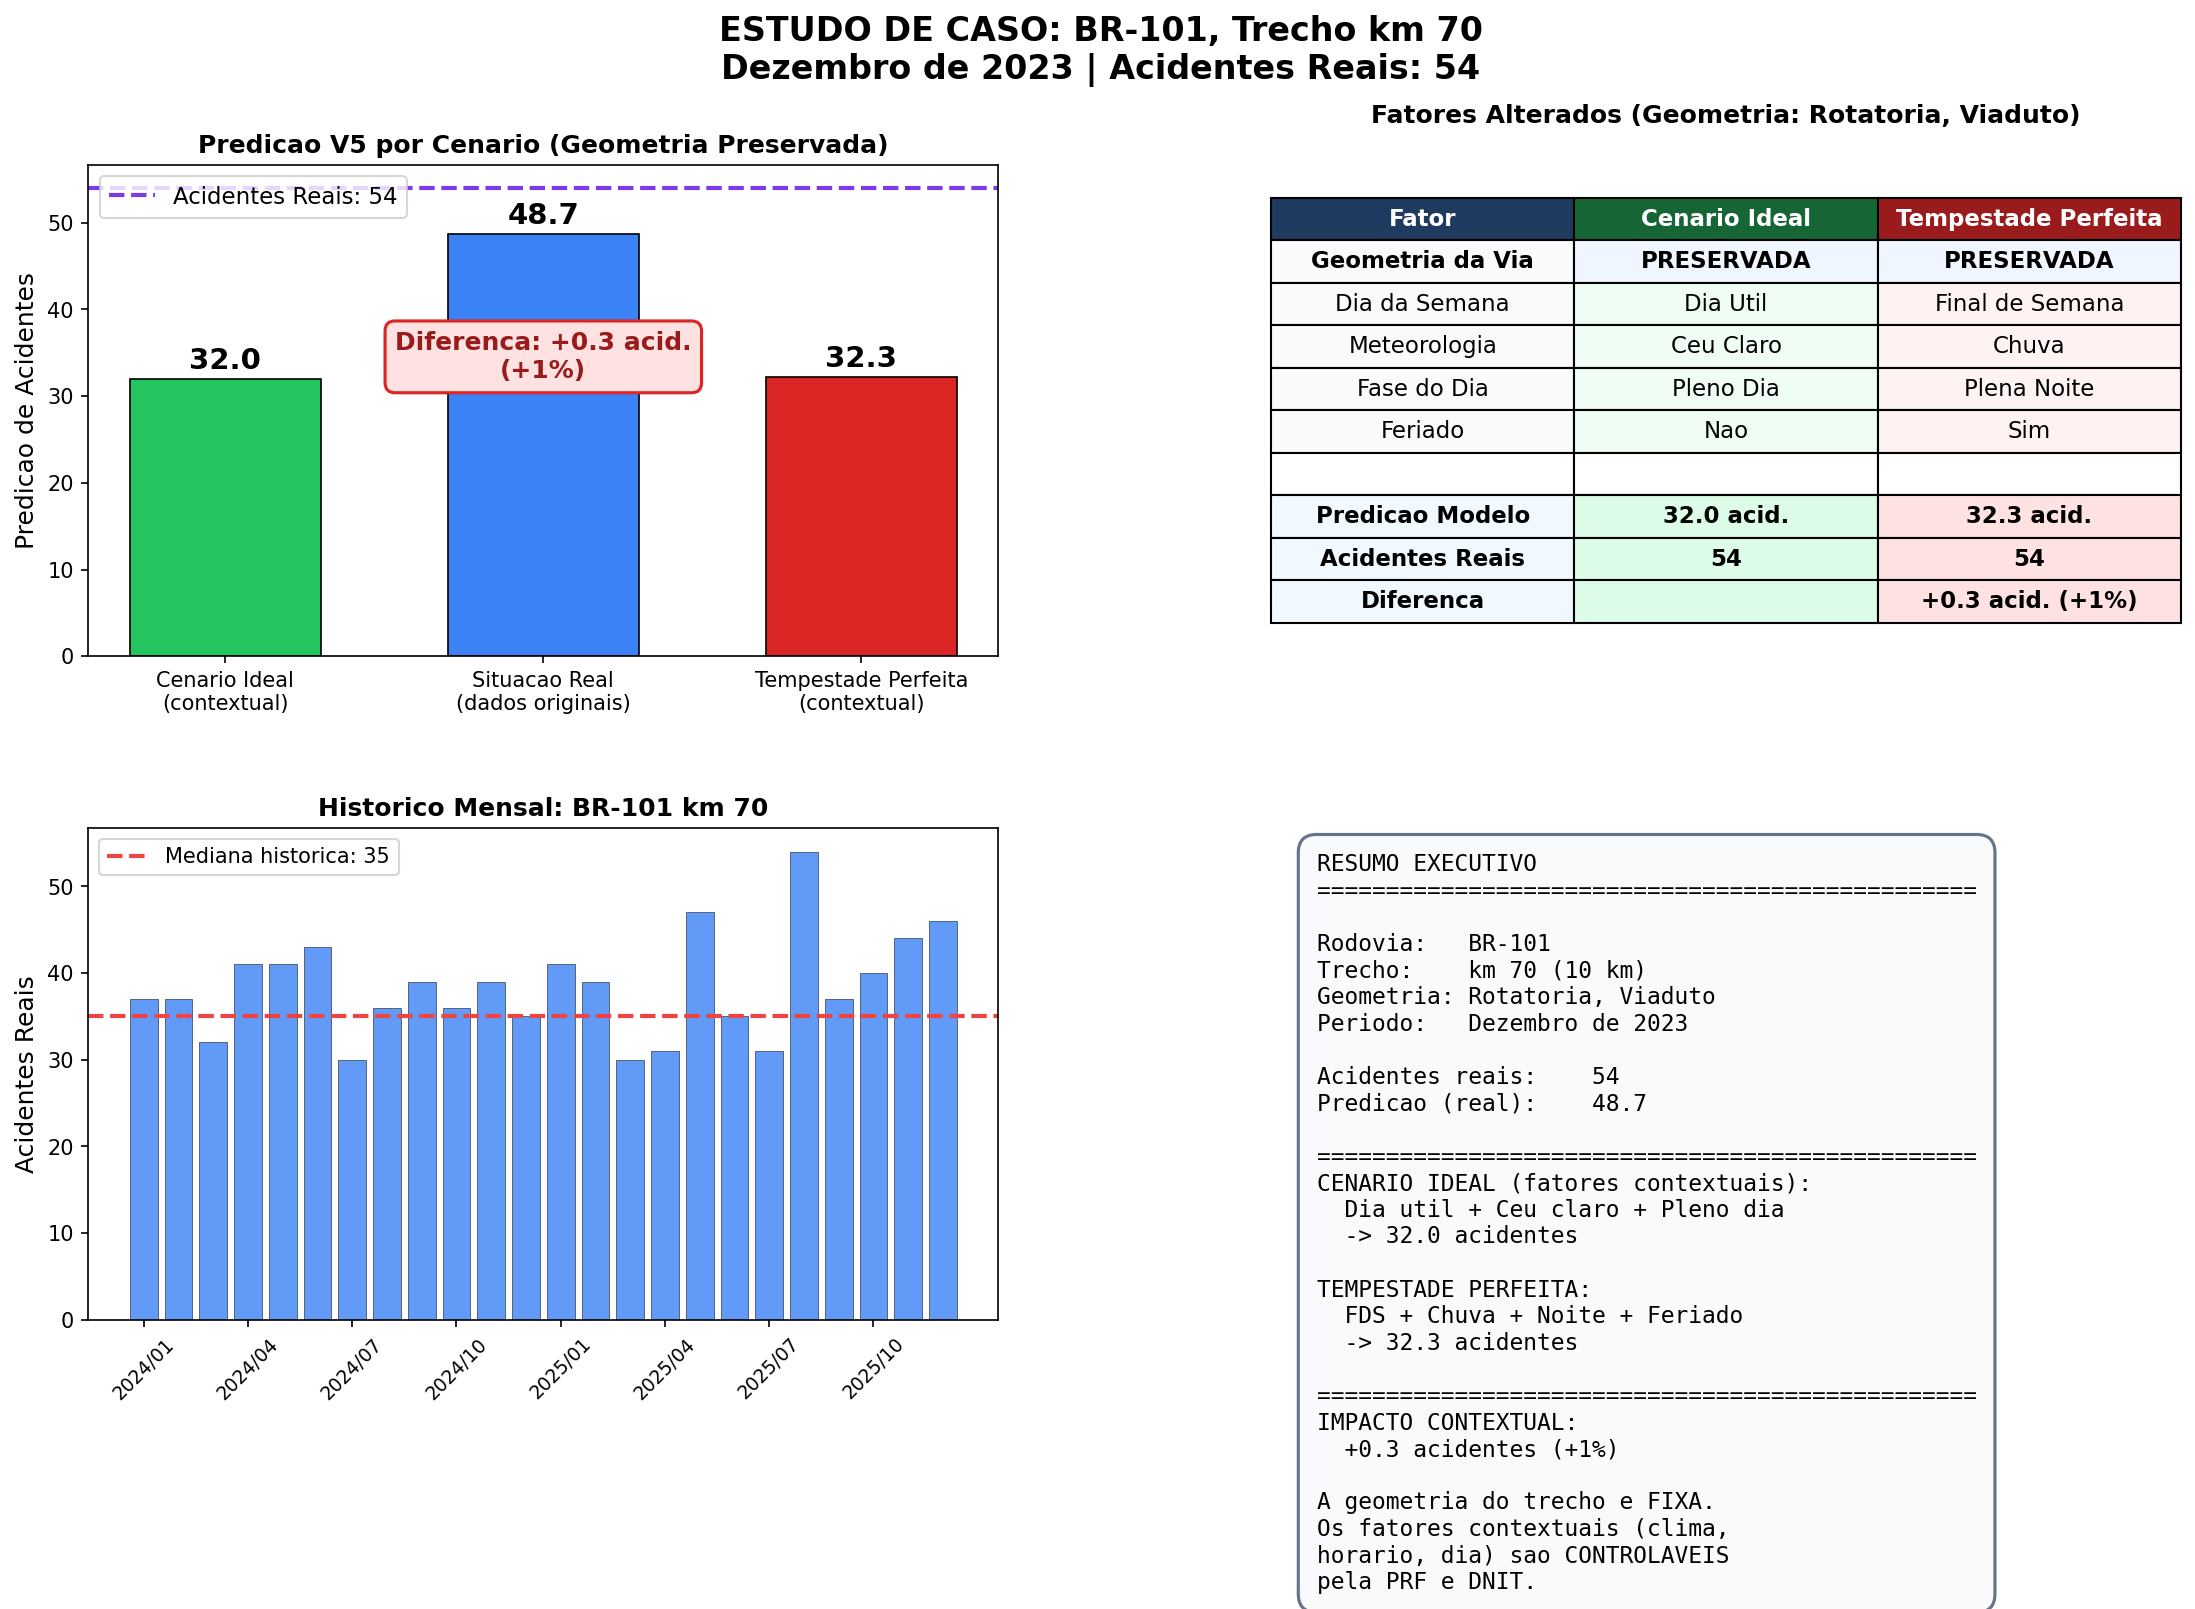 ESTUDO DE CASO: BR-101, Trecho km 70
Dezembro de 2023 | Acidentes Reais: 54
Predicao V5 por Cenario (Geometria Preservada)
Acidentes Reais: 54
Predicao de Acidentes
50
40
30
20
10
0
32.0
48.7
32.3
Diferenca: +0.3 acid.
(+1%)
Cenario Ideal
(contextual)
Situacao Real
(dados originais)
Tempestade Perfeita
(contextual)
Fatores Alterados (Geometria: Rotatoria, Viaduto)
Fator Cenario Ideal Tempestade Perfeita
Geometria da Via PRESERVADA PRESERVADA
Dia da Semana Dia Util Final de Semana
Meteorologia Ceu Claro Chuva
Fase do Dia Pleno Dia Plena Noite
Feriado Nao Sim
Predicao Modelo 32.0 acid. 32.3 acid.
Acidentes Reais 54 54
Diferenca +0.3 acid. (+1%)
Historico Mensal: BR-101 km 70
Mediana historica: 35
Acidentes Reais
50
40
30
20
10
0
2024/01
2024/04
2024/07
2024/10
2025/01
2025/04
2025/07
2025/10
RESUMO EXECUTIVO
================================================
Rodovia: BR-101
Trecho: km 70 (10 km)
Geometria: Rotatoria, Viaduto
Periodo: Dezembro de 2023
Acidentes reais: 54
Predicao (real): 48.7
================================================
CENARIO IDEAL (fatores contextuais):
Dia util + Ceu claro + Pleno dia
-> 32.0 acidentes
TEMPESTADE PERFEITA:
FDS + Chuva + Noite + Feriado
-> 32.3 acidentes
================================================
IMPACTO CONTEXTUAL:
+0.3 acidentes (+1%)
A geometria do trecho e FIXA.
Os fatores contextuais (clima,
horario, dia) sao CONTROLAVEIS
pela PRF e DNIT.